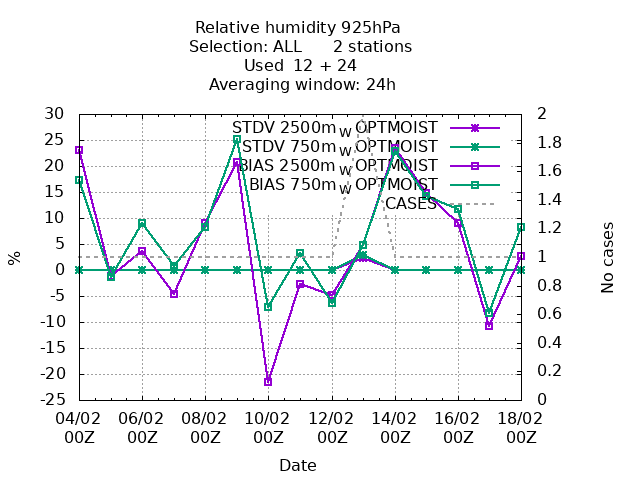 Relative humidity 925hPa
Selection: ALL 2 stations
Used 12 + 24
Averaging window: 24h
STDV 2500m W OPTMOIST
STDV 750m W OPTMOIST
BIAS 2500m W OPTMOIST
BIAS 750m W OPTMOIST
CASES
30
25
20
15
10
5
0
-5
-10
-15
-20
-25
%
2
1.8
1.6
1.4
1.2
1
0.8
0.6
0.4
0.2
0
No cases
04/02 06/02 08/02 10/02 12/02 14/02 16/02 18/02
00Z 00Z 00Z 00Z 00Z 00Z 00Z 00Z
Date